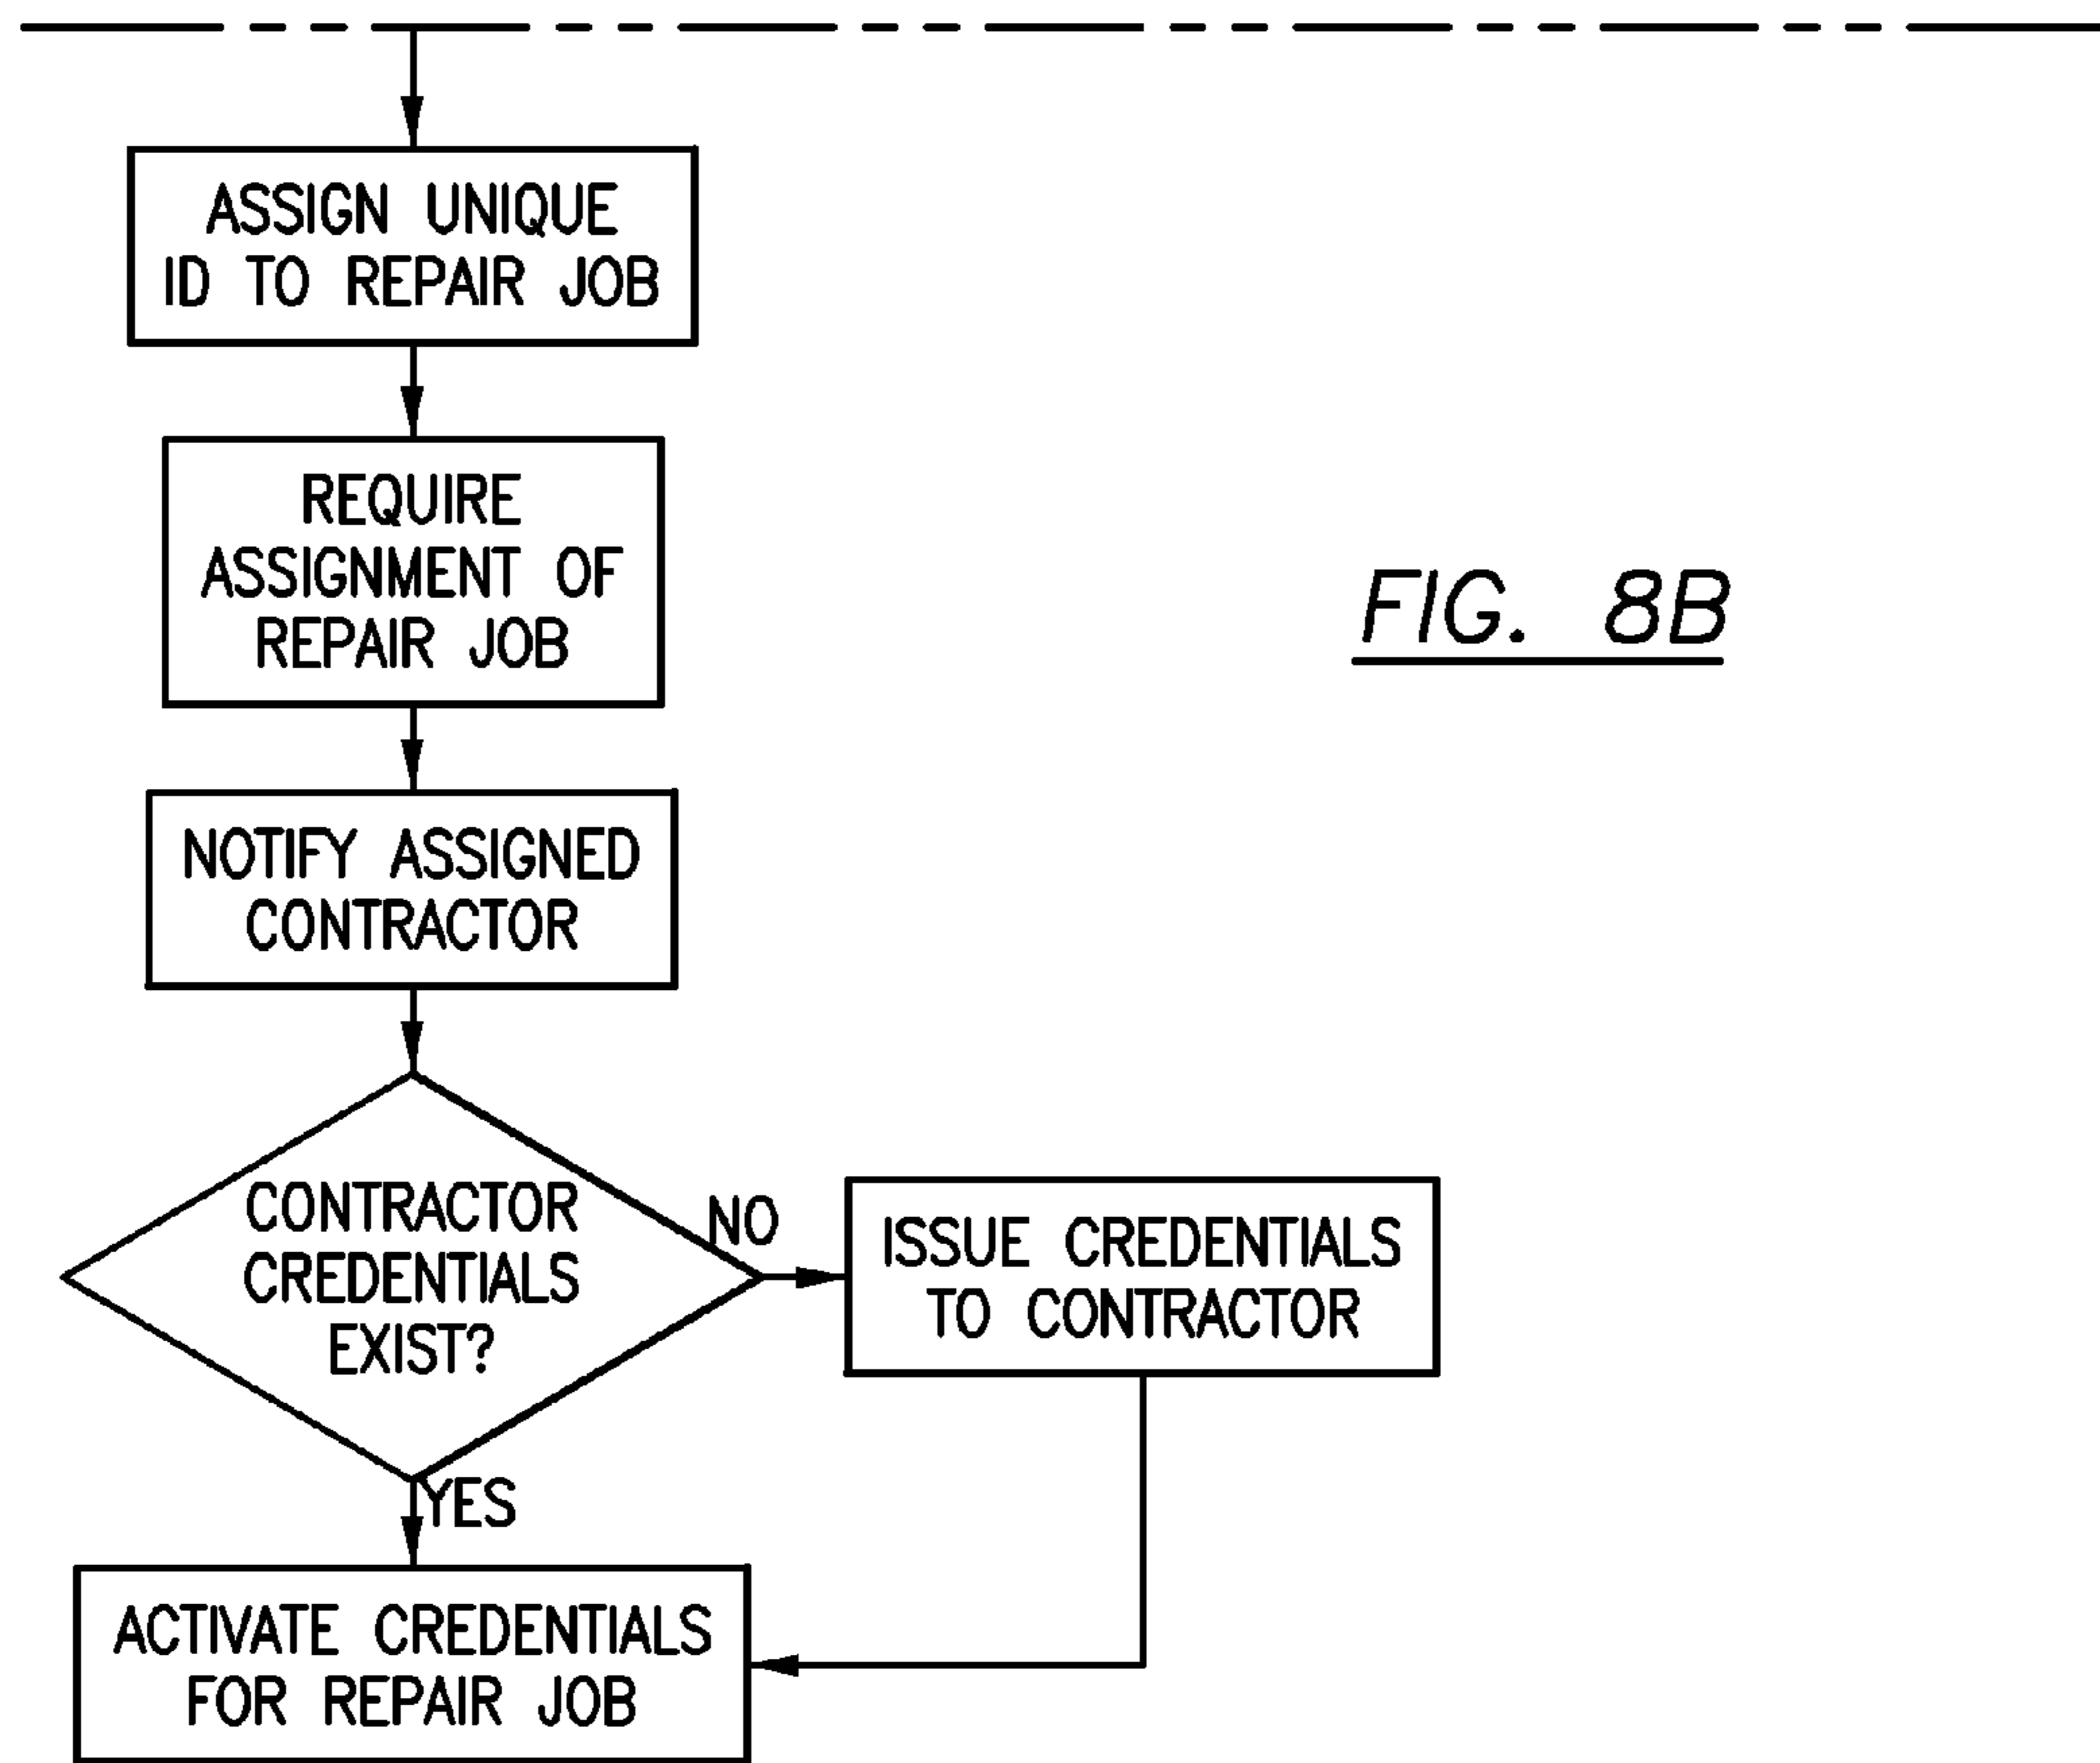 ASSIGN UNIQUE
ID TO REPAIR JOB
REQUIRE
ASSIGNMENT OF
REPAIR JOB
FIG. 8B
NOTIFY ASSIGNED
CONTRACTOR
CONTRACTOR
CREDENTIALS
EXIST?
NO
ISSUE CREDENTIALS
TO CONTRACTOR
YES
ACTIVATE CREDENTIALS
FOR REPAIR JOB